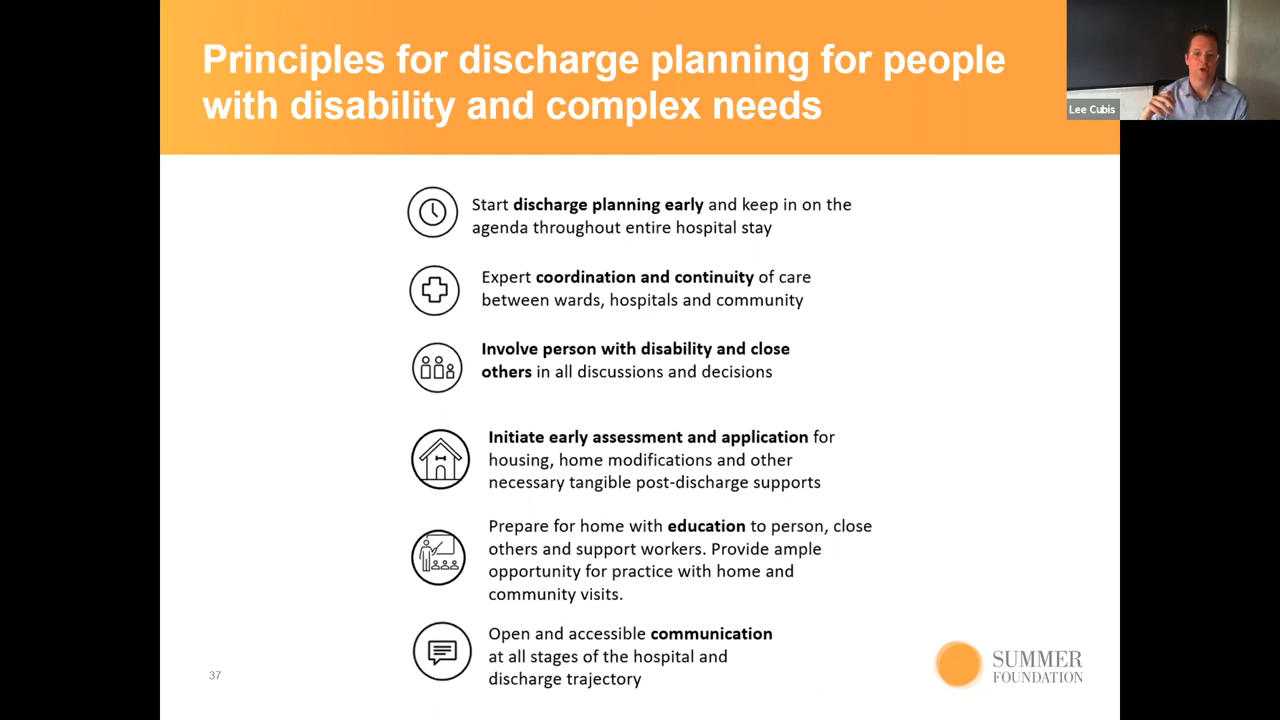 Principles for discharge planning for people
with disability and complex needs
Lee Cubis
Start discharge planning early and keep in on the
agenda throughout entire hospital stay
Expert coordination and continuity of care
between wards, hospitals and community
Involve person with disability and close
others in all discussions and decisions
Initiate early assessment and application for
housing, home modifications and other
necessary tangible post-discharge supports
Prepare for home with education to person, close
others and support workers. Provide ample
opportunity for practice with home and
community visits.
Open and accessible communication
at all stages of the hospital and
discharge trajectory
37
SUMMER
FOUNDATION